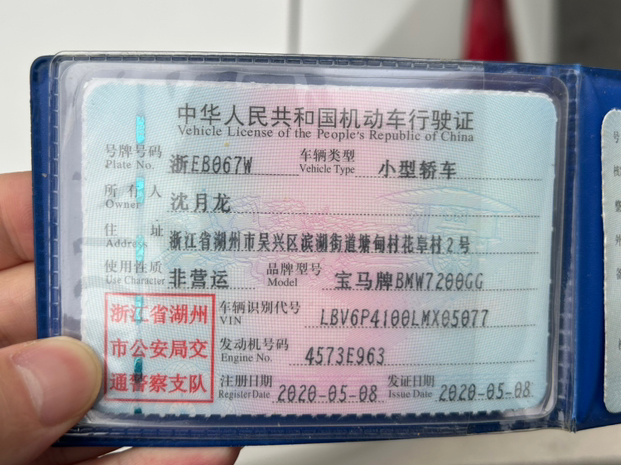 中华人民共和国机动车行驶证
Vehicle License of the People's Republic of China
号牌号码 浙EB067W 车辆类型 小型轿车
Plate No. Vehicle Type
所有人 沈月龙
Owner
住址 浙江省湖州市吴兴区滨湖街道塘甸村花草村2号
Address
使用性质 非营运 品牌型号 宝马牌BMW7200GG
Use Character Model
浙江省湖州
市公安局交
通警察支队
车辆识别代号 LBV6P4100LMX05077
VIN
发动机号码 4573E963
Engine No.
注册日期 2020-05-08 发证日期 2020-05-08
Register Date Issue Date